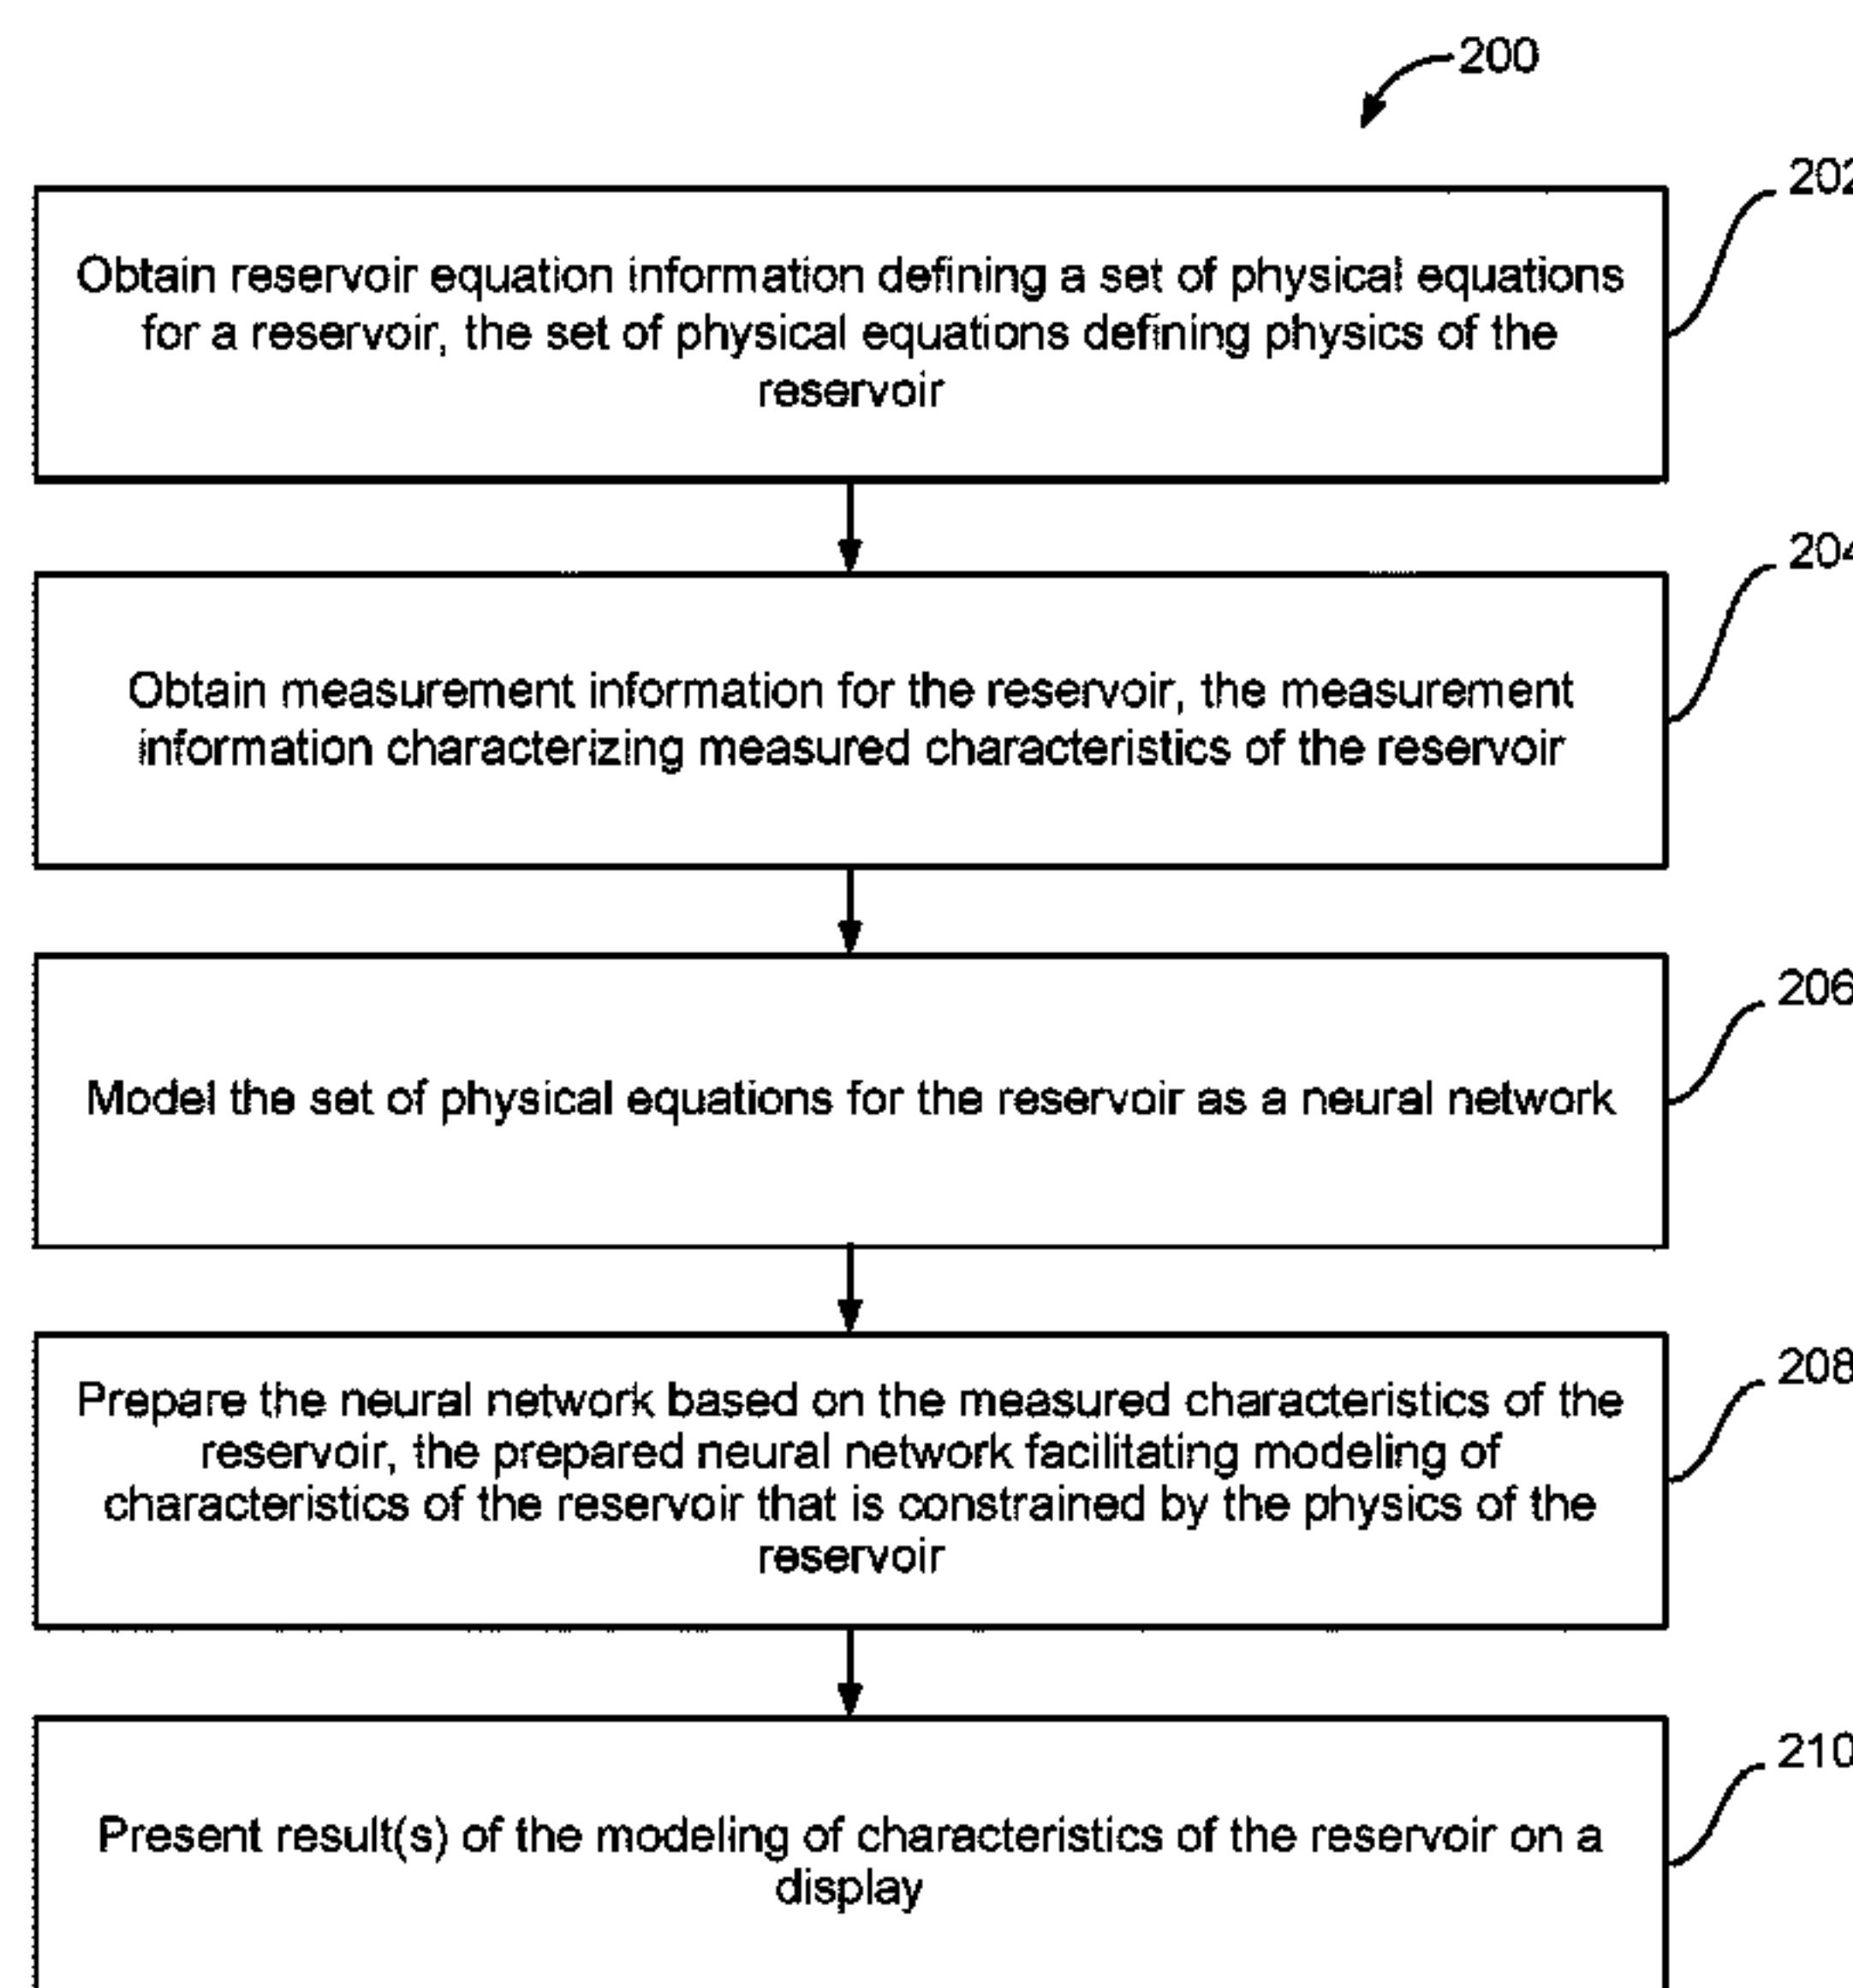 200
202
Obtain reservoir equation information defining a set of physical equations
for a reservoir, the set of physical equations defining physics of the
reservoir
204
Obtain measurement information for the reservoir, the measurement
information characterizing measured characteristics of the reservoir
206
Model the set of physical equations for the reservoir as a neural network
208
Prepare the neural network based on the measured characteristics of the
reservoir, the prepared neural network facilitating modeling of
characteristics of the reservoir that is constrained by the physics of the
reservoir
210
Present result(s) of the modeling of characteristics of the reservoir on a
display